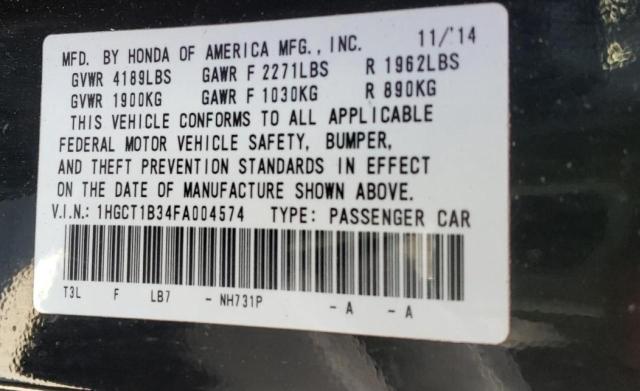 MFD. BY HONDA OF AMERICA MFG., INC. 11/'14
GVWR 4189LBS GAWR F 2271LBS R 1962LBS
GVWR 1900KG GAWR F 1030KG R 890KG
THIS VEHICLE CONFORMS TO ALL APPLICABLE
FEDERAL MOTOR VEHICLE SAFETY, BUMPER,
AND THEFT PREVENTION STANDARDS IN EFFECT
ON THE DATE OF MANUFACTURE SHOWN ABOVE.
V.I.N.: 1HGCT1B34FA004574 TYPE: PASSENGER CAR
T3L F LB7 - NH731P - A - A